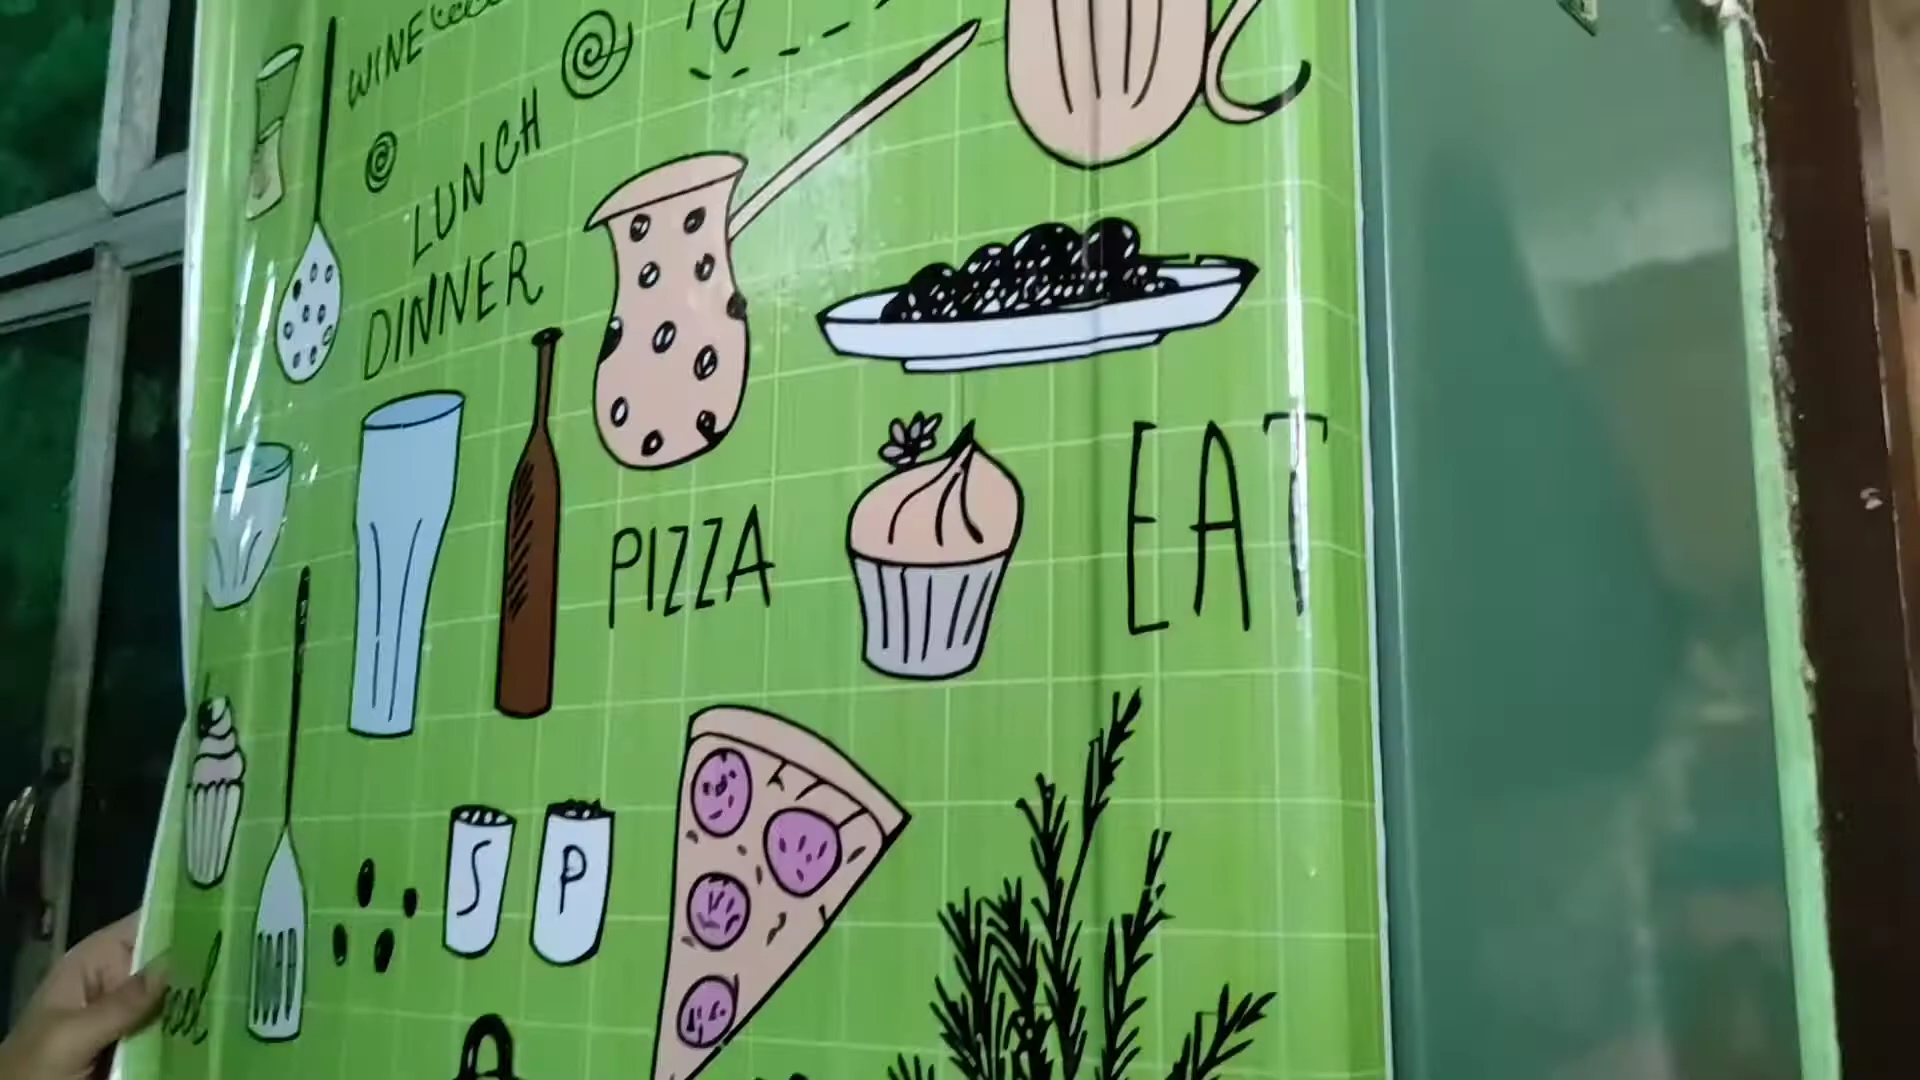 WINE
LUNCH
DINNER
PIZZA
EAT
S
P